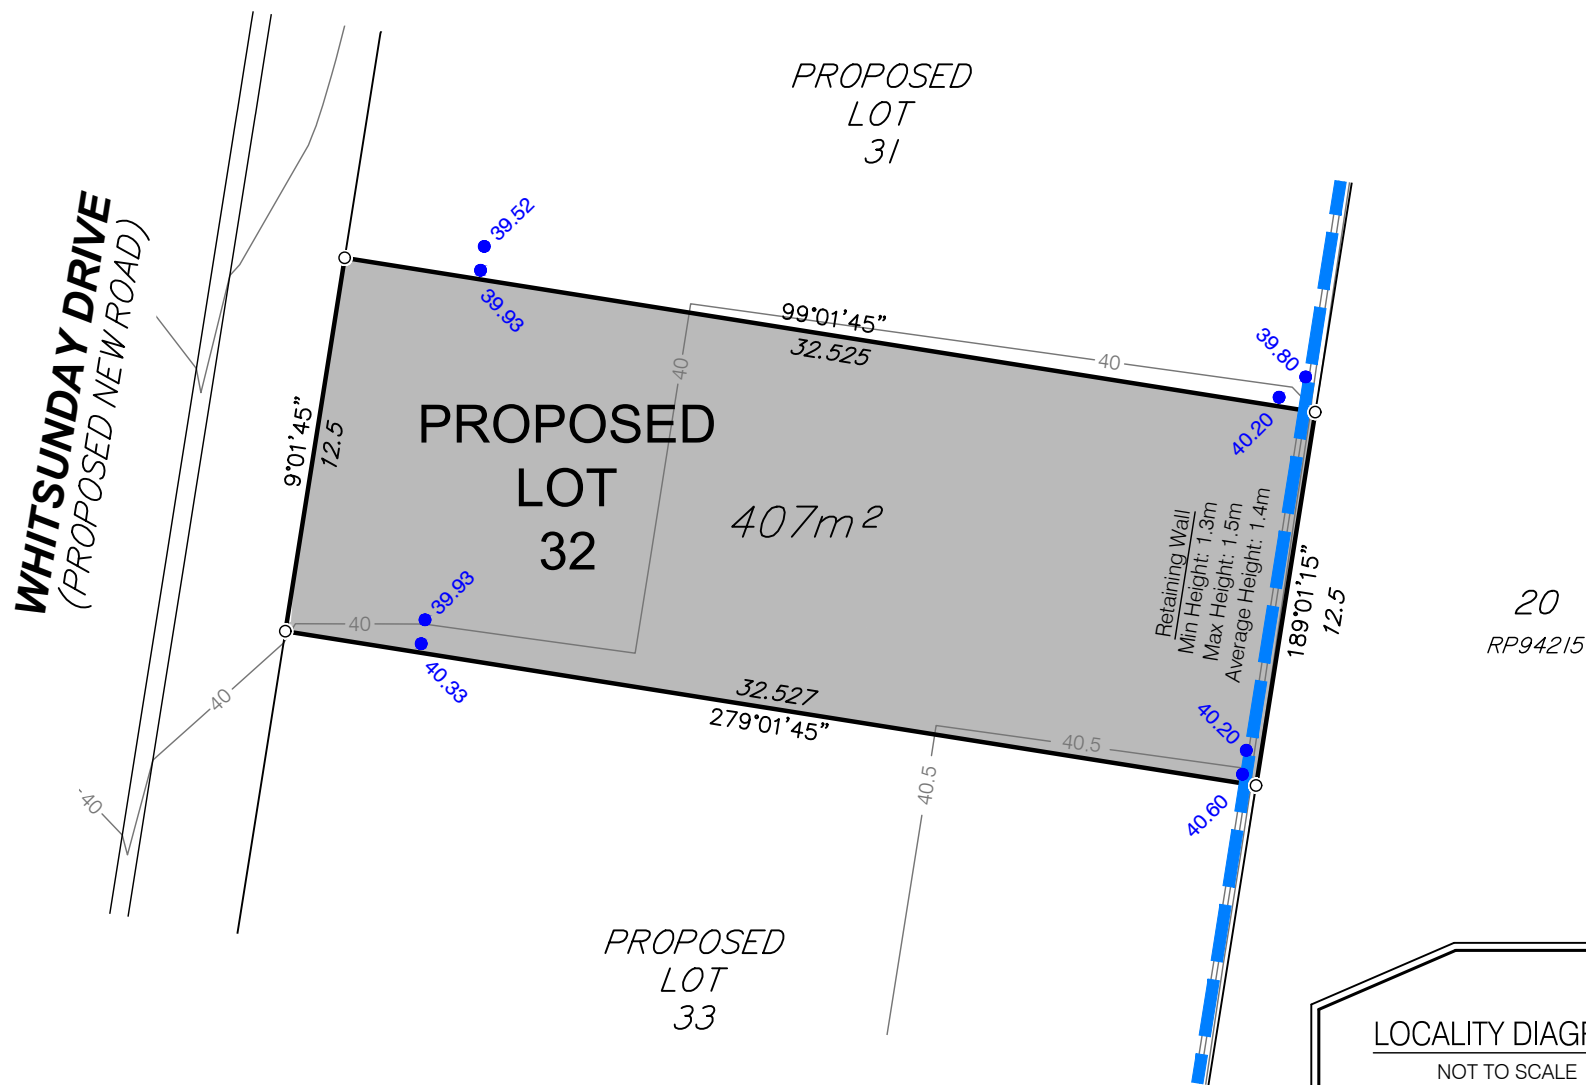 PROPOSED
LOT
31
39.52
39.93
99°01'45"
32.525
40
40
39.80
40.20
WHITSUNDAY DRIVE
(PROPOSED NEW ROAD)
9°01'45"
12.5
PROPOSED
LOT
32
407m²
Retaining Wall
Min Height: 1.3m
Max Height: 1.5m
Average Height: 1.4m
189°01'15"
12.5
20
RP94215
39.93
40
40.33
40
40
32.527
279°01'45"
40.20
40.5
40.5
40.60
PROPOSED
LOT
33
LOCALITY DIAGR
NOT TO SCALE